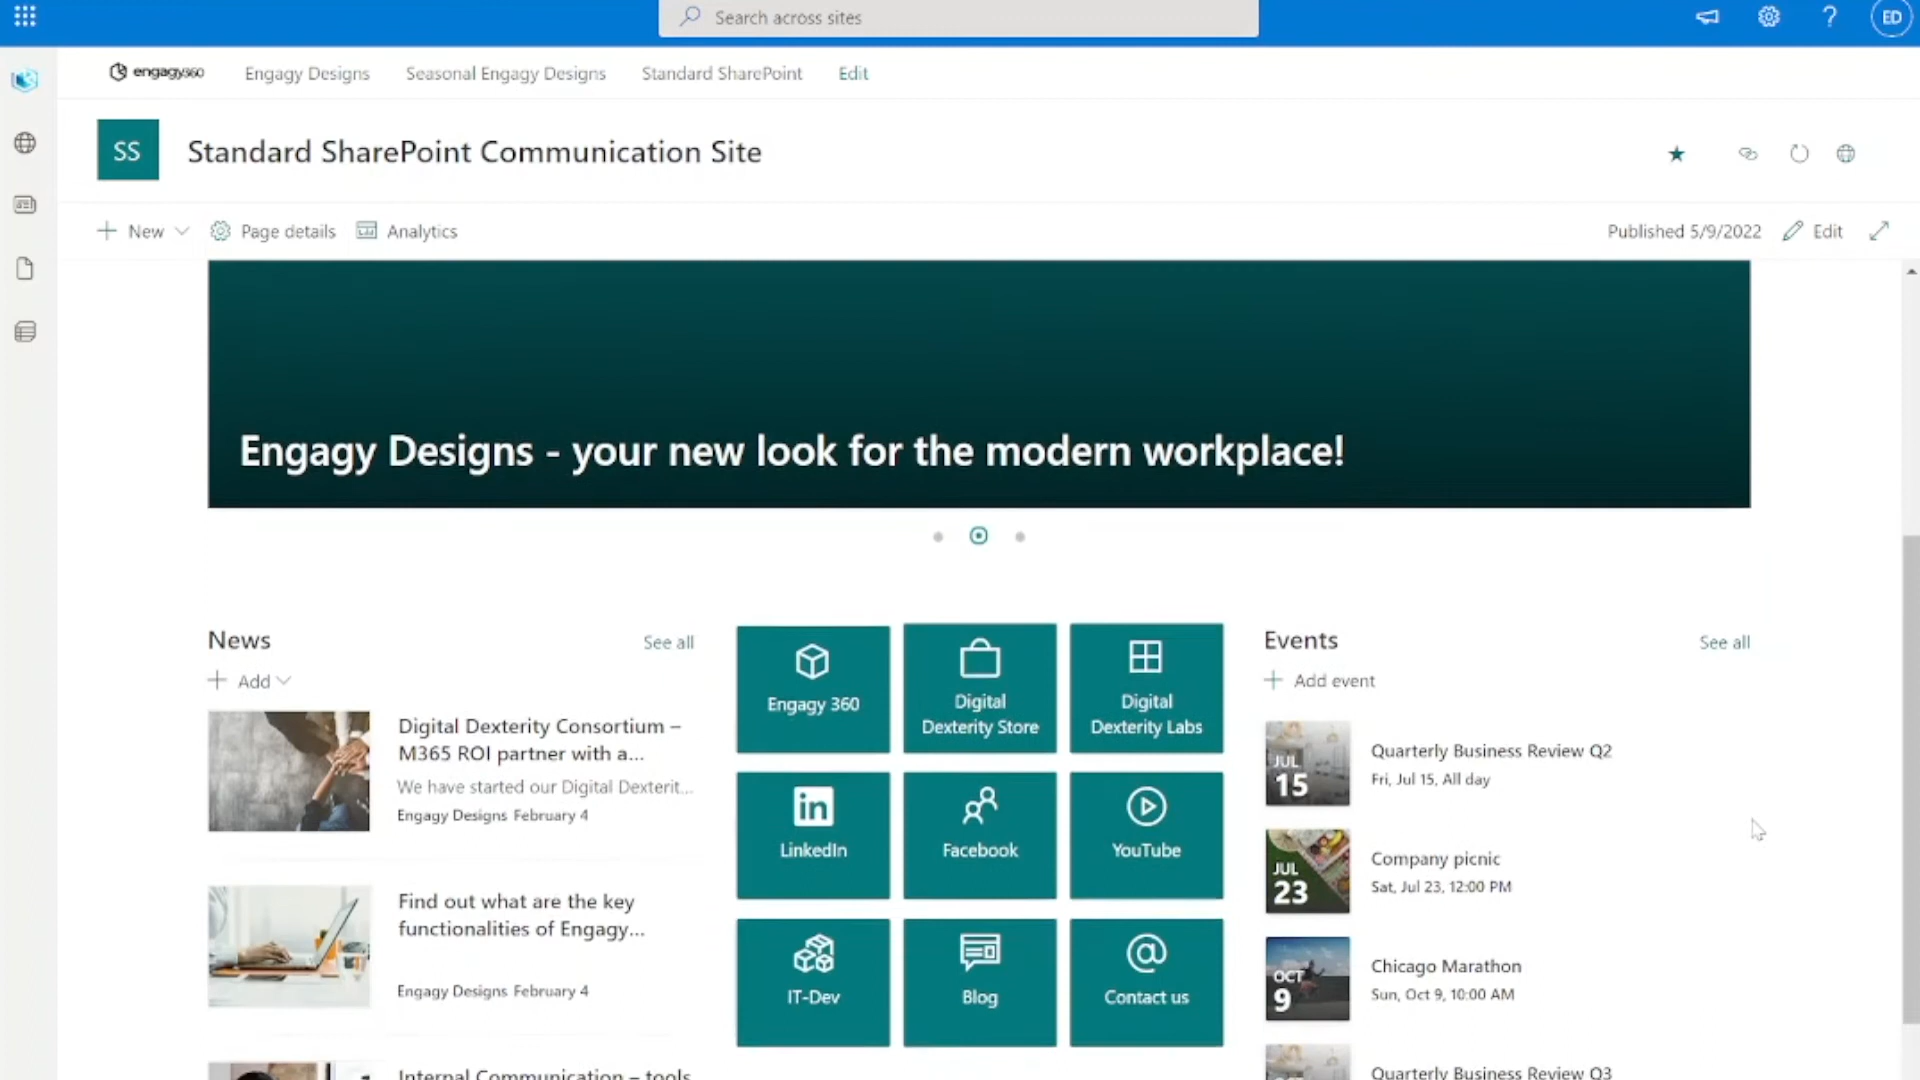 Search across sites
ED
engagy360
Engagy Designs
Seasonal Engagy Designs
Standard SharePoint
Edit
SS
Standard SharePoint Communication Site
New
Page details
Analytics
Published 5/9/2022
Edit
Engagy Designs - your new look for the modern workplace!
News
See all
Add
Digital Dexterity Consortium –
M365 ROI partner with a...
We have started our Digital Dexterit...
Engagy Designs February 4
Find out what are the key
functionalities of Engagy...
Engagy Designs February 4
Internal Communication – tools
Engagy 360
Digital
Dexterity Store
Digital
Dexterity Labs
LinkedIn
Facebook
YouTube
IT-Dev
Blog
Contact us
Events
See all
Add event
JUL
15
Quarterly Business Review Q2
Fri, Jul 15, All day
JUL
23
Company picnic
Sat, Jul 23, 12:00 PM
OCT
9
Chicago Marathon
Sun, Oct 9, 10:00 AM
Quarterly Business Review Q3